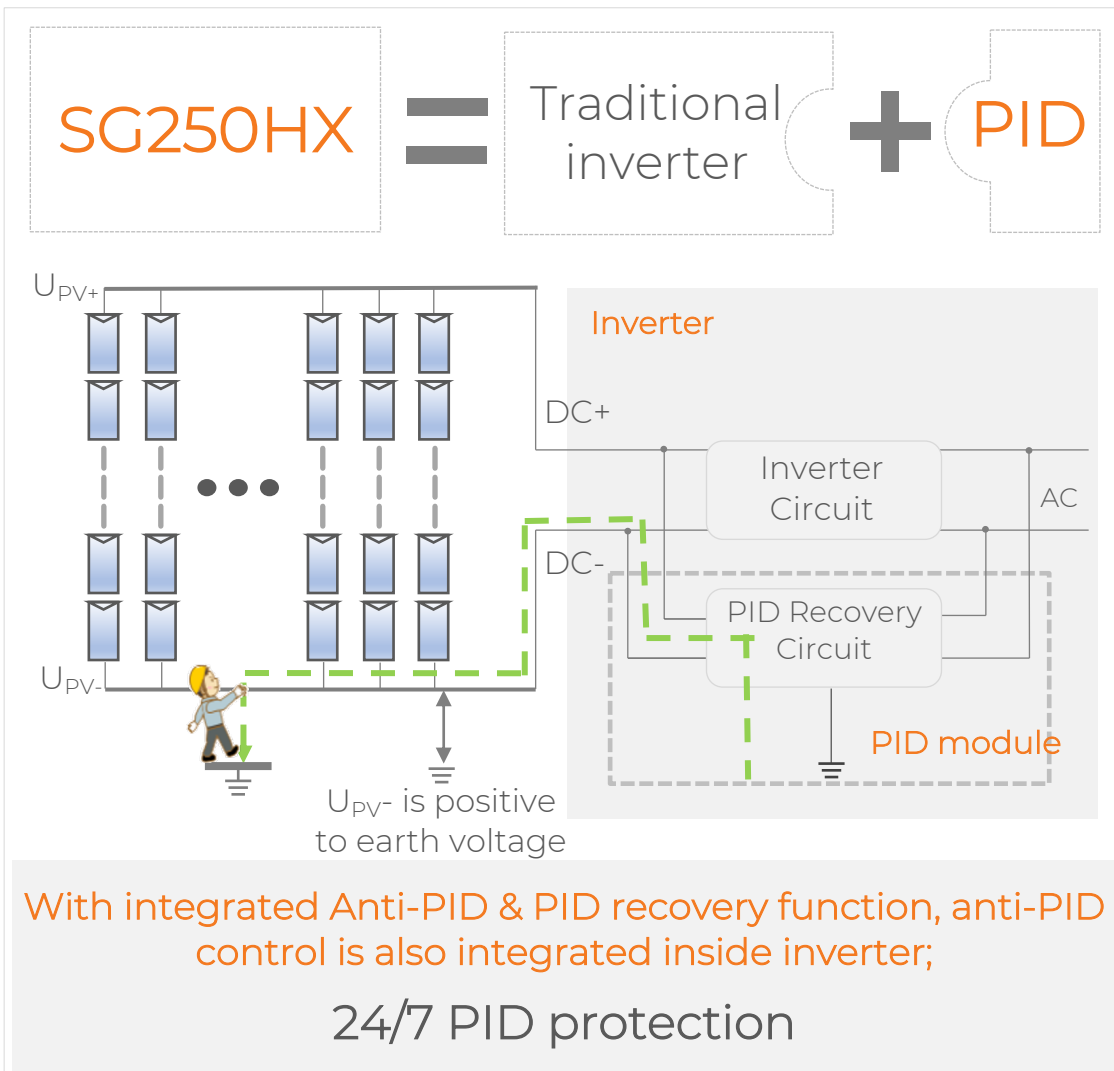 SG250HX
=
Traditional
inverter
+
PID
UPV+
Inverter
DC+
Inverter
Circuit
AC
DC-
PID Recovery
Circuit
UPV-
PID module
UPV- is positive
to earth voltage
With integrated Anti-PID & PID recovery function, anti-PID
control is also integrated inside inverter;
24/7 PID protection